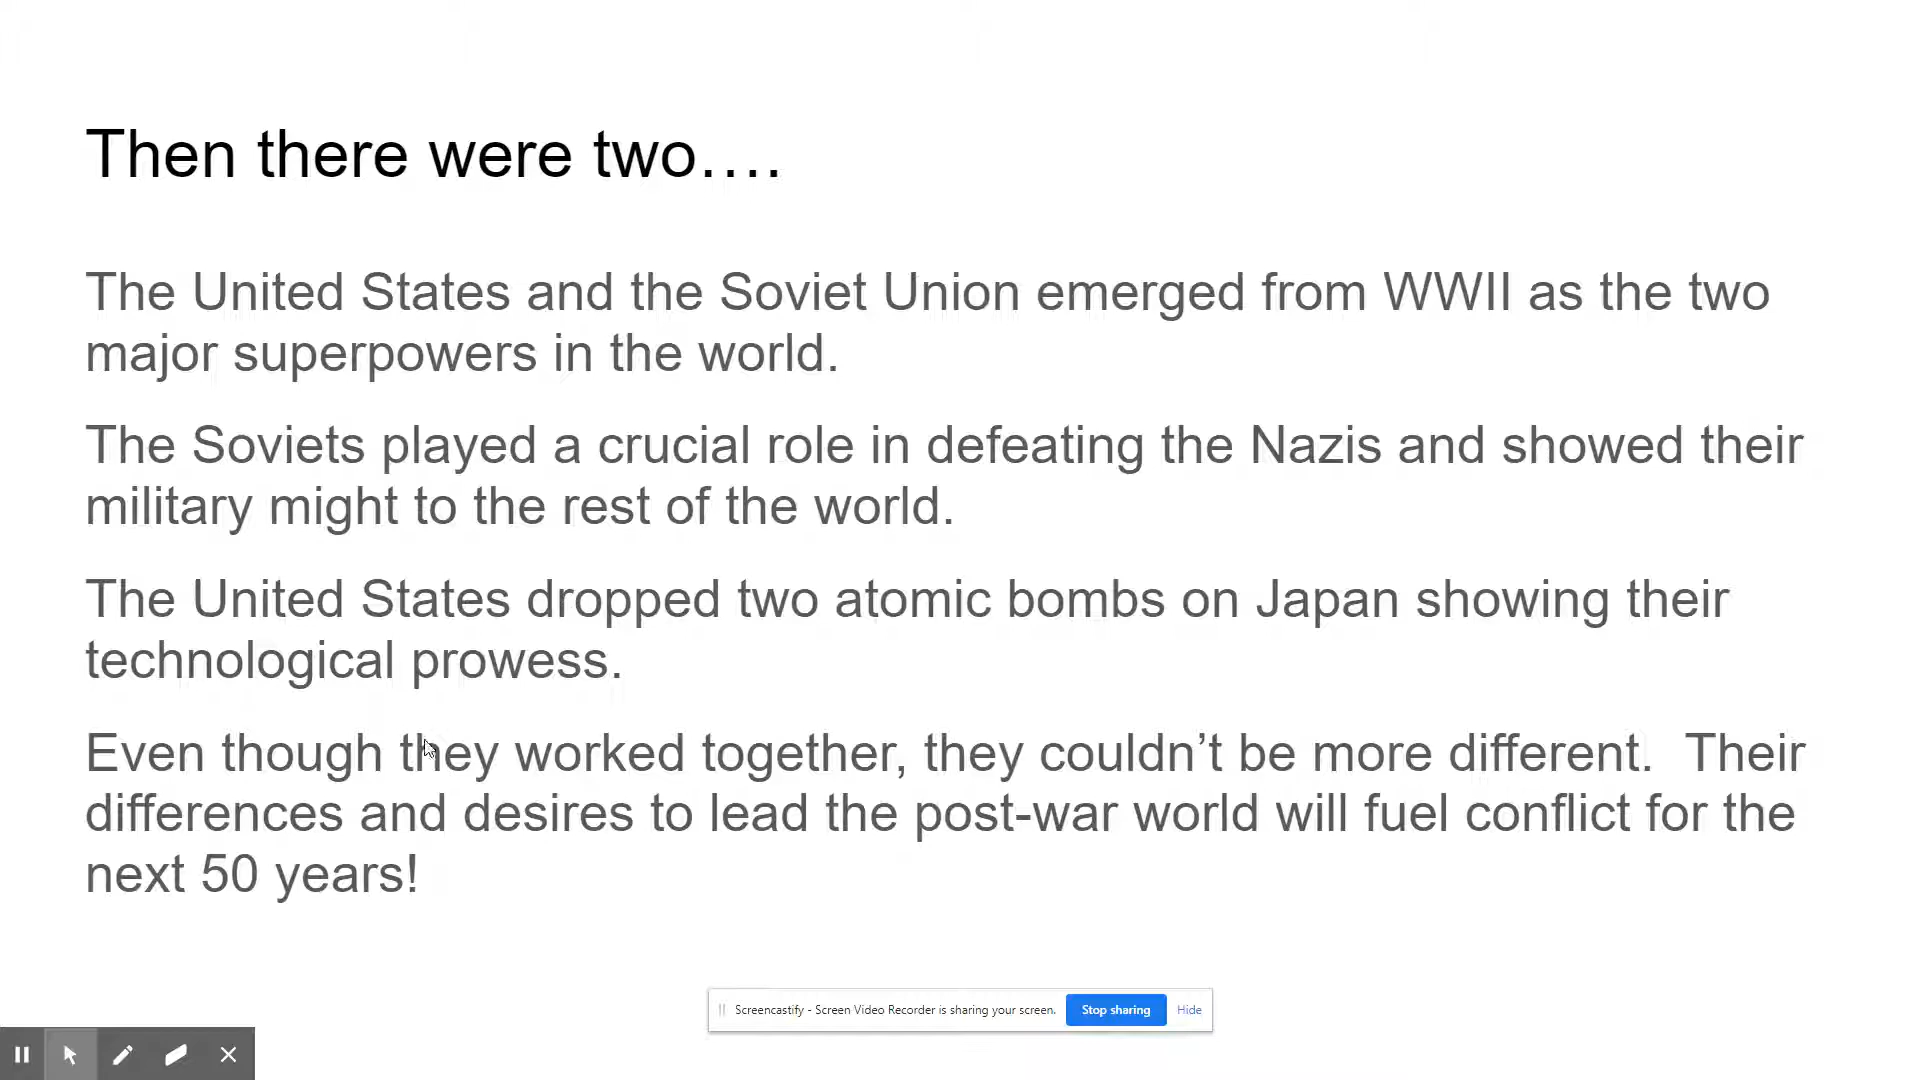 Then there were two….
The United States and the Soviet Union emerged from WWII as the two
major superpowers in the world.
The Soviets played a crucial role in defeating the Nazis and showed their
military might to the rest of the world.
The United States dropped two atomic bombs on Japan showing their
technological prowess.
Even though they worked together, they couldn’t be more different.  Their
differences and desires to lead the post-war world will fuel conflict for the
next 50 years!
Screencastify - Screen Video Recorder is sharing your screen. Stop sharing Hide